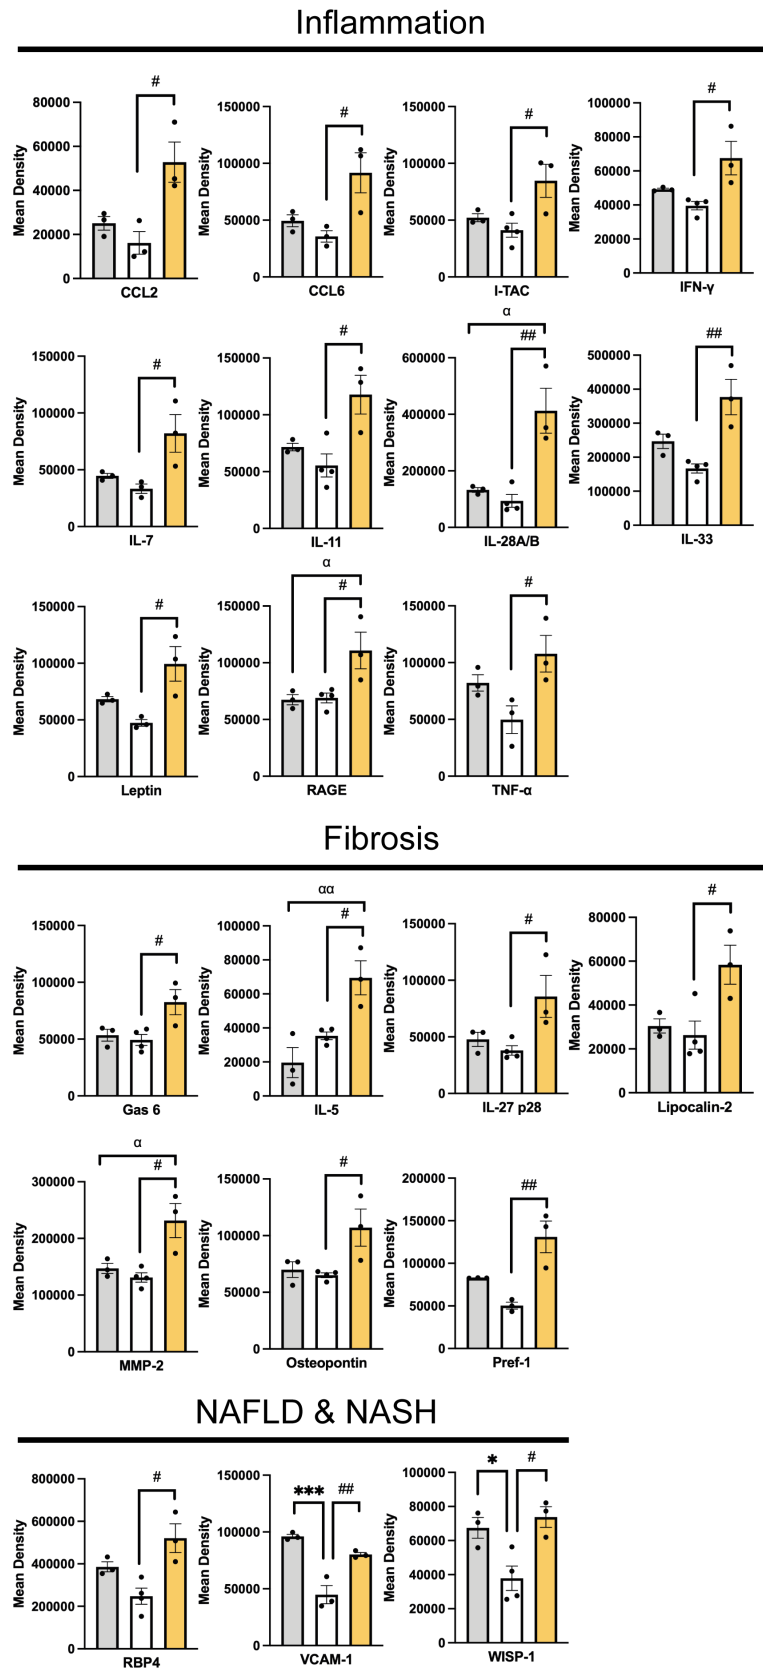 Inflammation
# # # #
Mean Density 80000 60000 40000 20000 0 CCL2
Mean Density 150000 100000 50000 0 CCL6
Mean Density 150000 100000 50000 0 I-TAC
Mean Density 100000 80000 60000 40000 20000 0 IFN-γ
# # α ## ##
Mean Density 150000 100000 50000 0 IL-7
Mean Density 150000 100000 50000 0 IL-11
Mean Density 600000 400000 200000 0 IL-28A/B
Mean Density 500000 400000 300000 200000 100000 0 IL-33
# α # #
Mean Density 150000 100000 50000 0 Leptin
Mean Density 150000 100000 50000 0 RAGE
Mean Density 150000 100000 50000 0 TNF-α
Fibrosis
# αα # # #
Mean Density 150000 100000 50000 0 Gas 6
Mean Density 100000 80000 60000 40000 20000 0 IL-5
Mean Density 150000 100000 50000 0 IL-27 p28
Mean Density 80000 60000 40000 20000 0 Lipocalin-2
α # # ##
Mean Density 300000 200000 100000 0 MMP-2
Mean Density 150000 100000 50000 0 Osteopontin
Mean Density 200000 150000 100000 50000 0 Pref-1
NAFLD & NASH
# *** ## * #
Mean Density 800000 600000 400000 200000 0 RBP4
Mean Density 150000 100000 50000 0 VCAM-1
Mean Density 100000 80000 60000 40000 20000 0 WISP-1